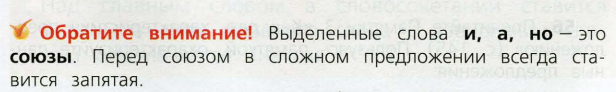 Обратите внимание! Выделенные слова и, а, но – это
союзы. Перед союзом в сложном предложении всегда ста-
вится запятая.